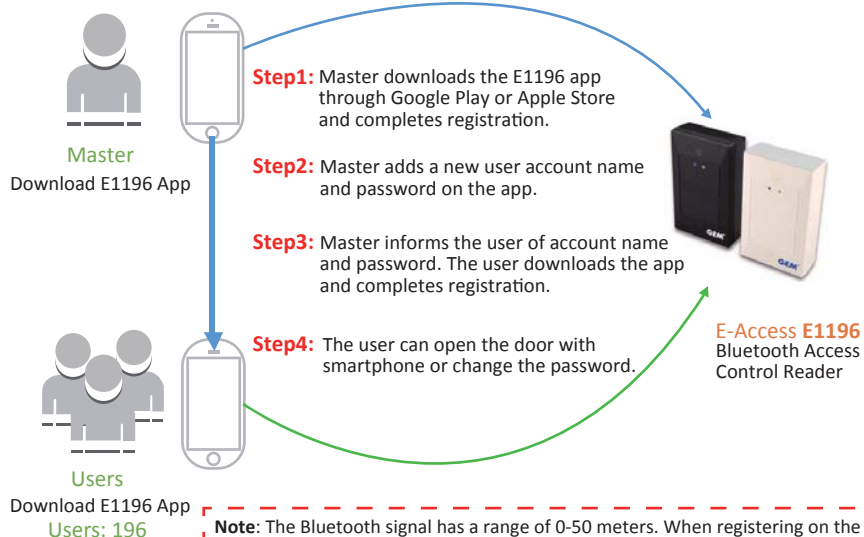 Master
Download E1196 App
Step1: Master downloads the E1196 app
through Google Play or Apple Store
and completes registration.
Step2: Master adds a new user account name
and password on the app.
Step3: Master informs the user of account name
and password. The user downloads the app
and completes registration.
Step4: The user can open the door with
smartphone or change the password.
GEM
GEM
E-Access E1196
Bluetooth Access
Control Reader
Users
Download E1196 App
Users: 196
Note: The Bluetooth signal has a range of 0-50 meters. When registering on the